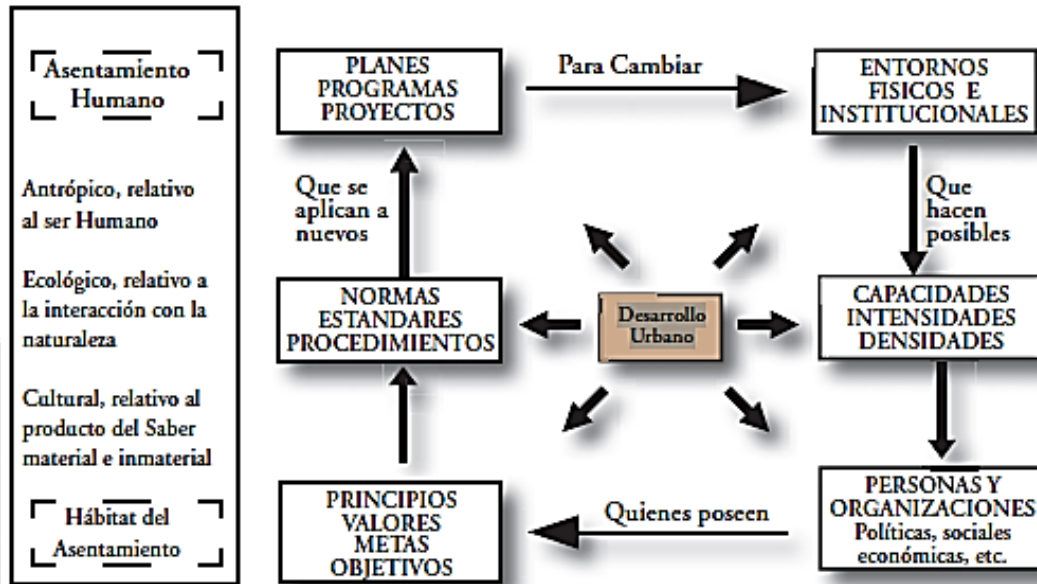 Asentamiento
Humano
Antrópico, relativo
al ser Humano
Ecológico, relativo a
la interacción con la
naturaleza
Cultural, relativo al
producto del Saber
material e inmaterial
Hábitat del
Asentamiento
PLANES
PROGRAMAS
PROYECTOS
Para Cambiar
ENTORNOS
FISICOS E
INSTITUCIONALES
Que se
aplican a
nuevos
Que
hacen
posibles
NORMAS
ESTANDARES
PROCEDIMIENTOS
Desarrollo
Urbano
CAPACIDADES
INTENSIDADES
DENSIDADES
PRINCIPIOS
VALORES
METAS
OBJETIVOS
Quienes poseen
PERSONAS Y
ORGANIZACIONES
Políticas, sociales
económicas, etc.